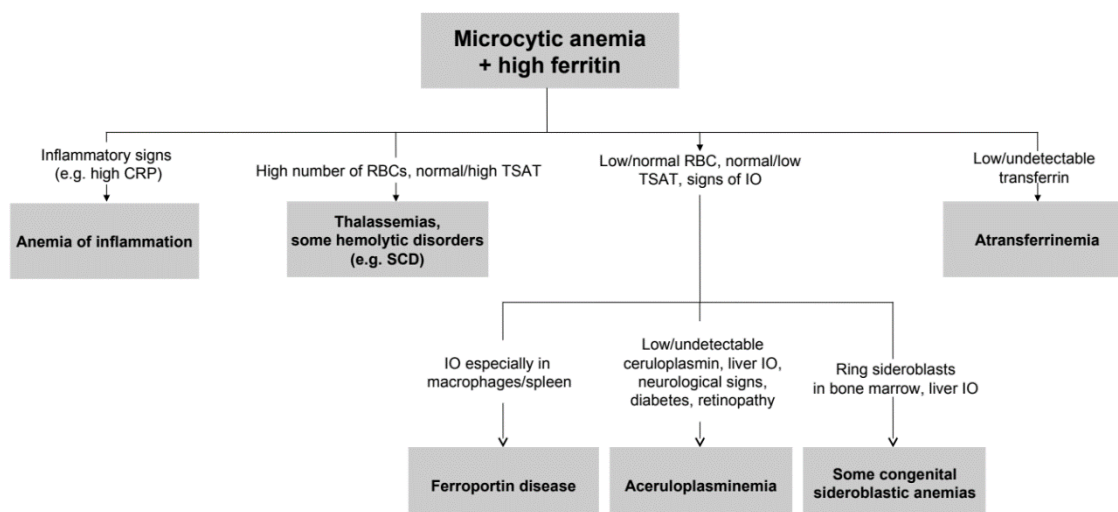 Microcytic anemia
+ high ferritin
Inflammatory signs
(e.g. high CRP)
Anemia of inflammation
High number of RBCs, normal/high TSAT
Thalassemias,
some hemolytic disorders
(e.g. SCD)
Low/normal RBC, normal/low
TSAT, signs of IO
Low/undetectable
transferrin
Atransferrinemia
IO especially in
macrophages/spleen
Ferroportin disease
Low/undetectable
ceruloplasmin, liver IO,
neurological signs,
diabetes, retinopathy
Aceruloplasminemia
Ring sideroblasts
in bone marrow, liver IO
Some congenital
sideroblastic anemias